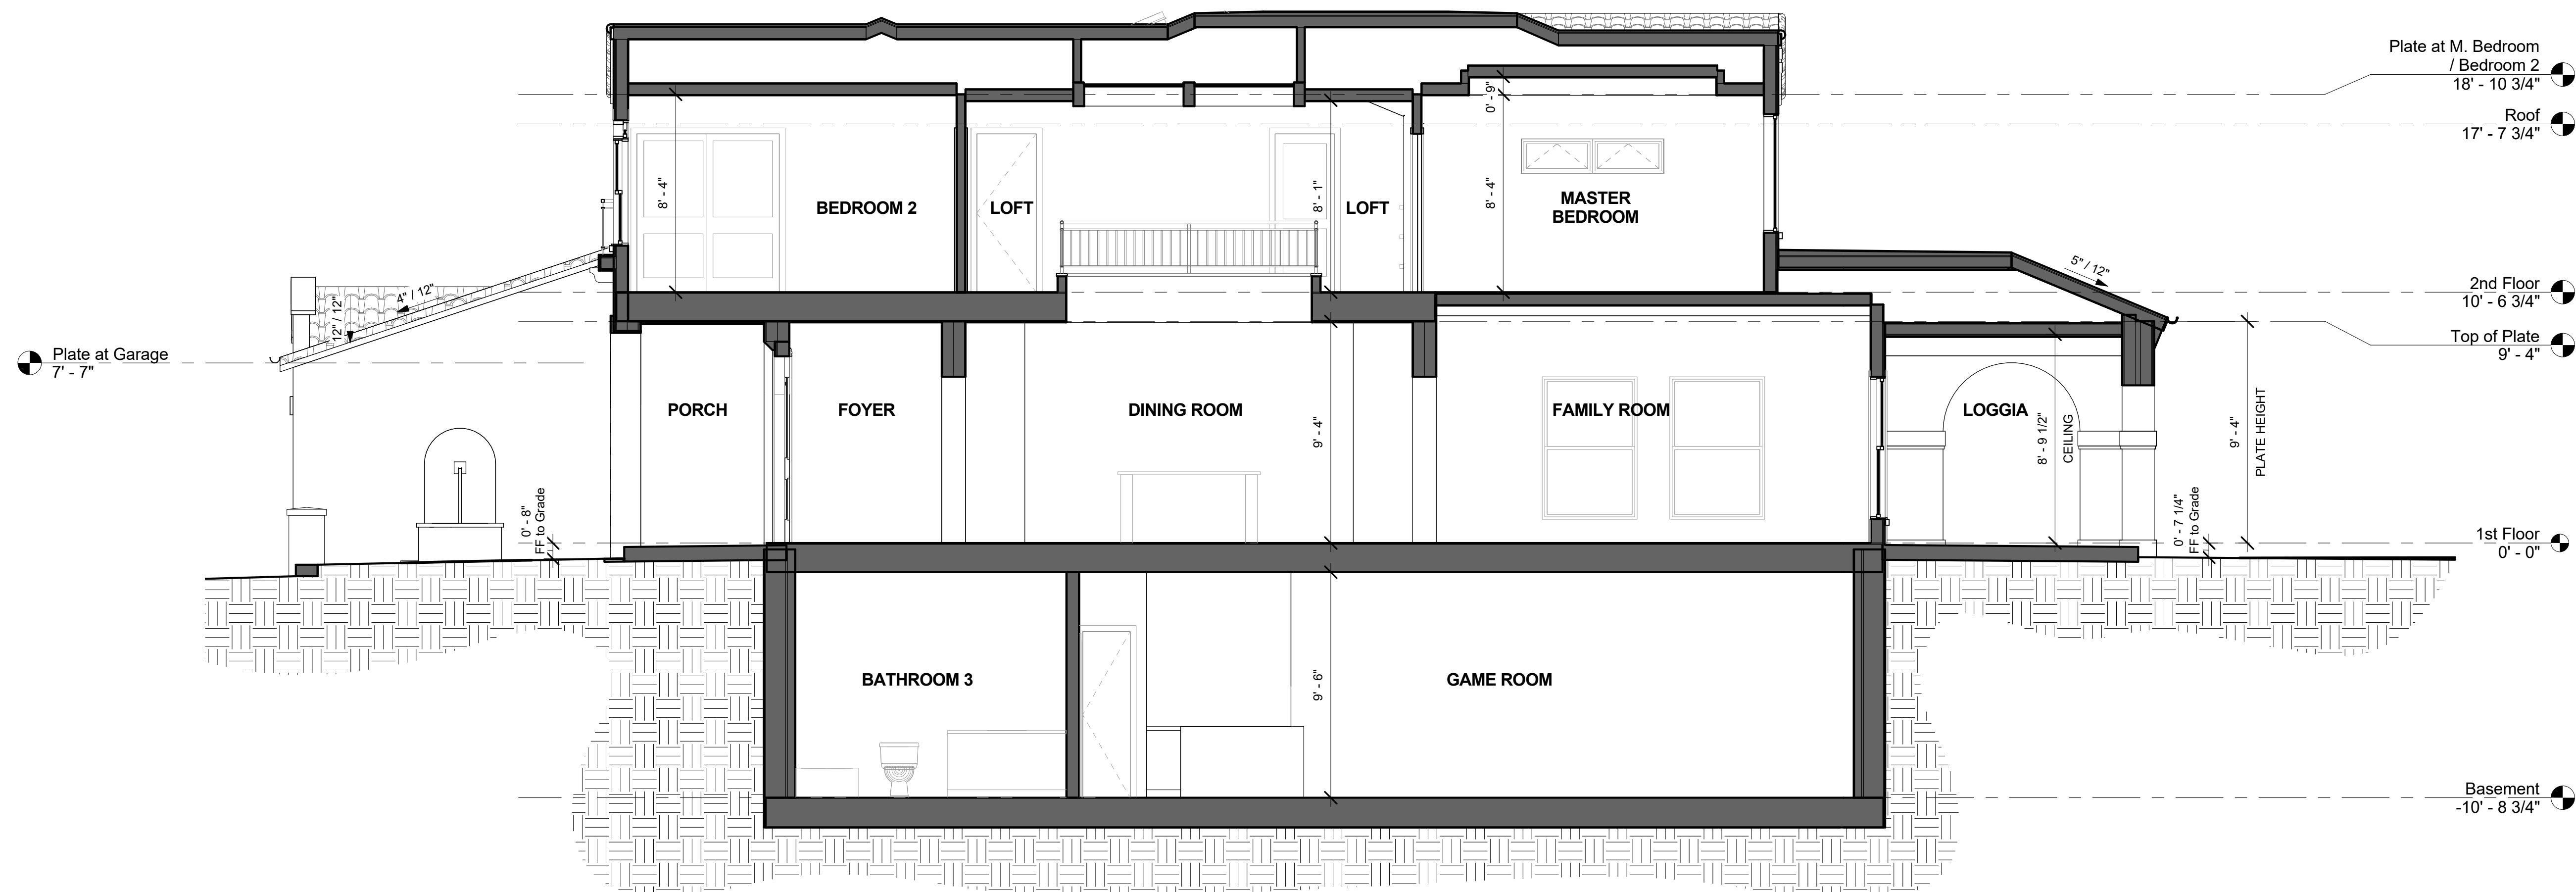 Plate at M. Bedroom
/ Bedroom 2
18' - 10 3/4"
Roof
17' - 7 3/4"
0' - 9"
8' - 4"
BEDROOM 2
LOFT
8' - 1"
LOFT
8' - 4"
MASTER
BEDROOM
5" / 12"
2nd Floor
10' - 6 3/4"
4" / 12"
12" / 12"
Top of Plate
9' - 4"
Plate at Garage
7' - 7"
PORCH
FOYER
DINING ROOM
9' - 4"
FAMILY ROOM
LOGGIA
8' - 9 1/2"
CEILING
9' - 4"
PLATE HEIGHT
0' - 8"
FF to Grade
0' - 7 1/4"
FF to Grade
1st Floor
0' - 0"
BATHROOM 3
9' - 6"
GAME ROOM
Basement
-10' - 8 3/4"